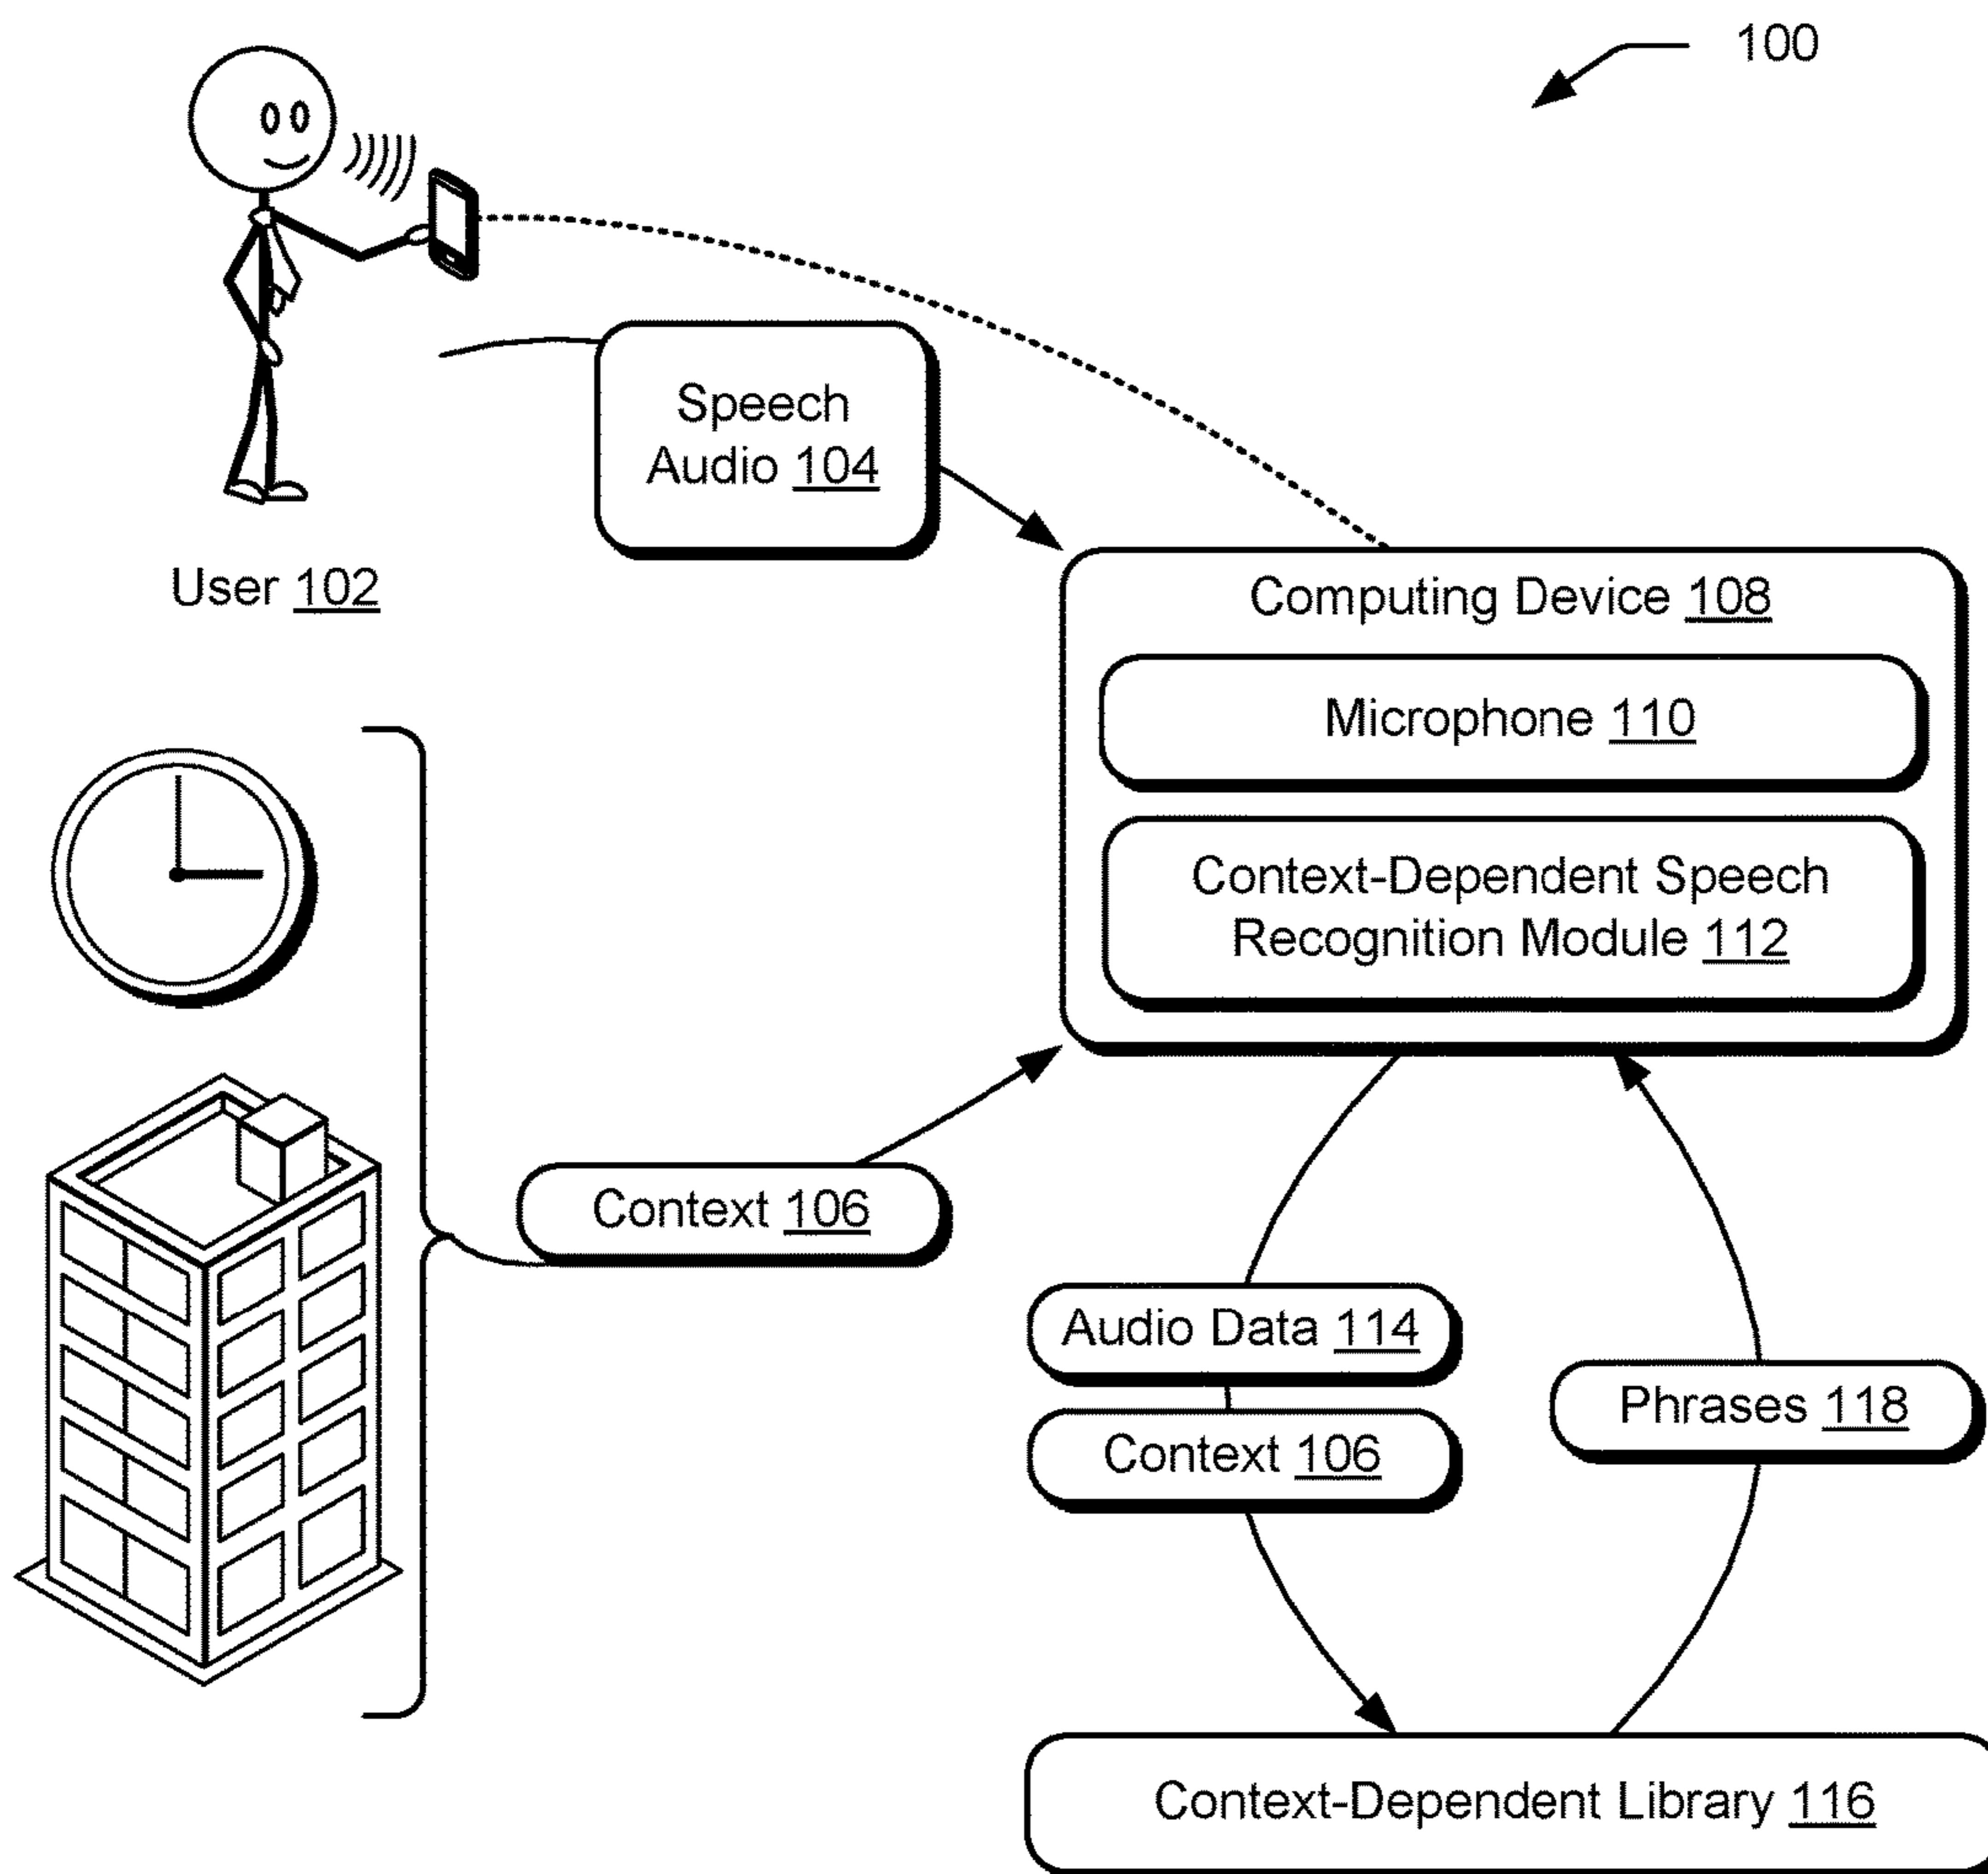 100
Speech
Audio 104
User 102
Computing Device 108
Microphone 110
Context-Dependent Speech
Recognition Module 112
Context 106
Audio Data 114
Phrases 118
Context 106
Context-Dependent Library 116